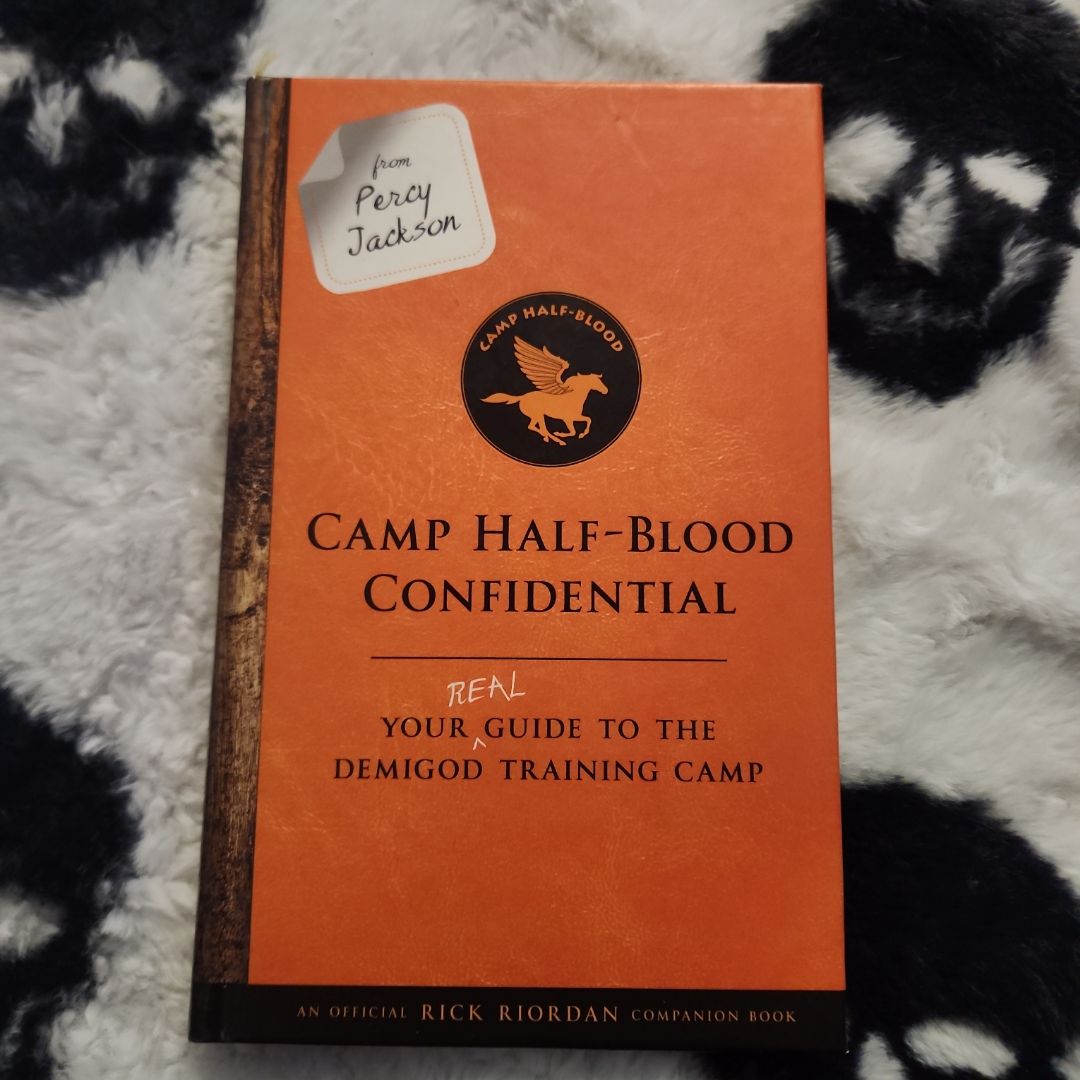 from
Percy
Jackson
CAMP HALF-BLOOD
CAMP HALF-BLOOD
CONFIDENTIAL
REAL
YOUR ^ GUIDE TO THE
DEMIGOD TRAINING CAMP
AN OFFICIAL RICK RIORDAN COMPANION BOOK